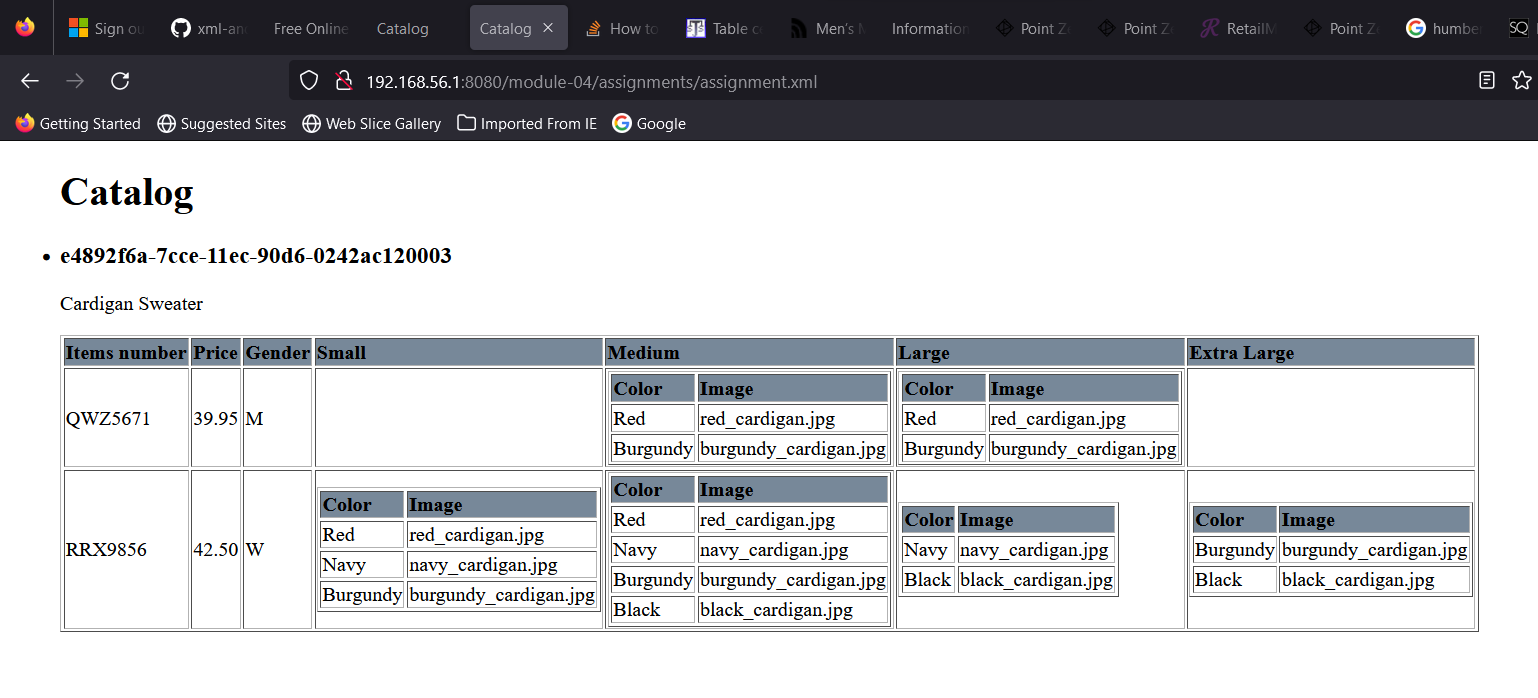 Sign ou xml-an Free Online Catalog Catalog How to Table c Men's Information Point Z Point Z RetailM Point Z humber SQ
192.168.56.1:8080/module-04/assignments/assignment.xml
Getting Started Suggested Sites Web Slice Gallery Imported From IE Google
Catalog
• e4892f6a-7cce-11ec-90d6-0242ac120003
Cardigan Sweater
Items number Price Gender Small Medium Large Extra Large
QWZ5671 39.95 M
Color Image
Red red_cardigan.jpg
Burgundy burgundy_cardigan.jpg
Color Image
Red red_cardigan.jpg
Burgundy burgundy_cardigan.jpg
RRX9856 42.50 W
Color Image
Red red_cardigan.jpg
Navy navy_cardigan.jpg
Burgundy burgundy_cardigan.jpg
Color Image
Red red_cardigan.jpg
Navy navy_cardigan.jpg
Burgundy burgundy_cardigan.jpg
Black black_cardigan.jpg
Color Image
Navy navy_cardigan.jpg
Black black_cardigan.jpg
Color Image
Burgundy burgundy_cardigan.jpg
Black black_cardigan.jpg